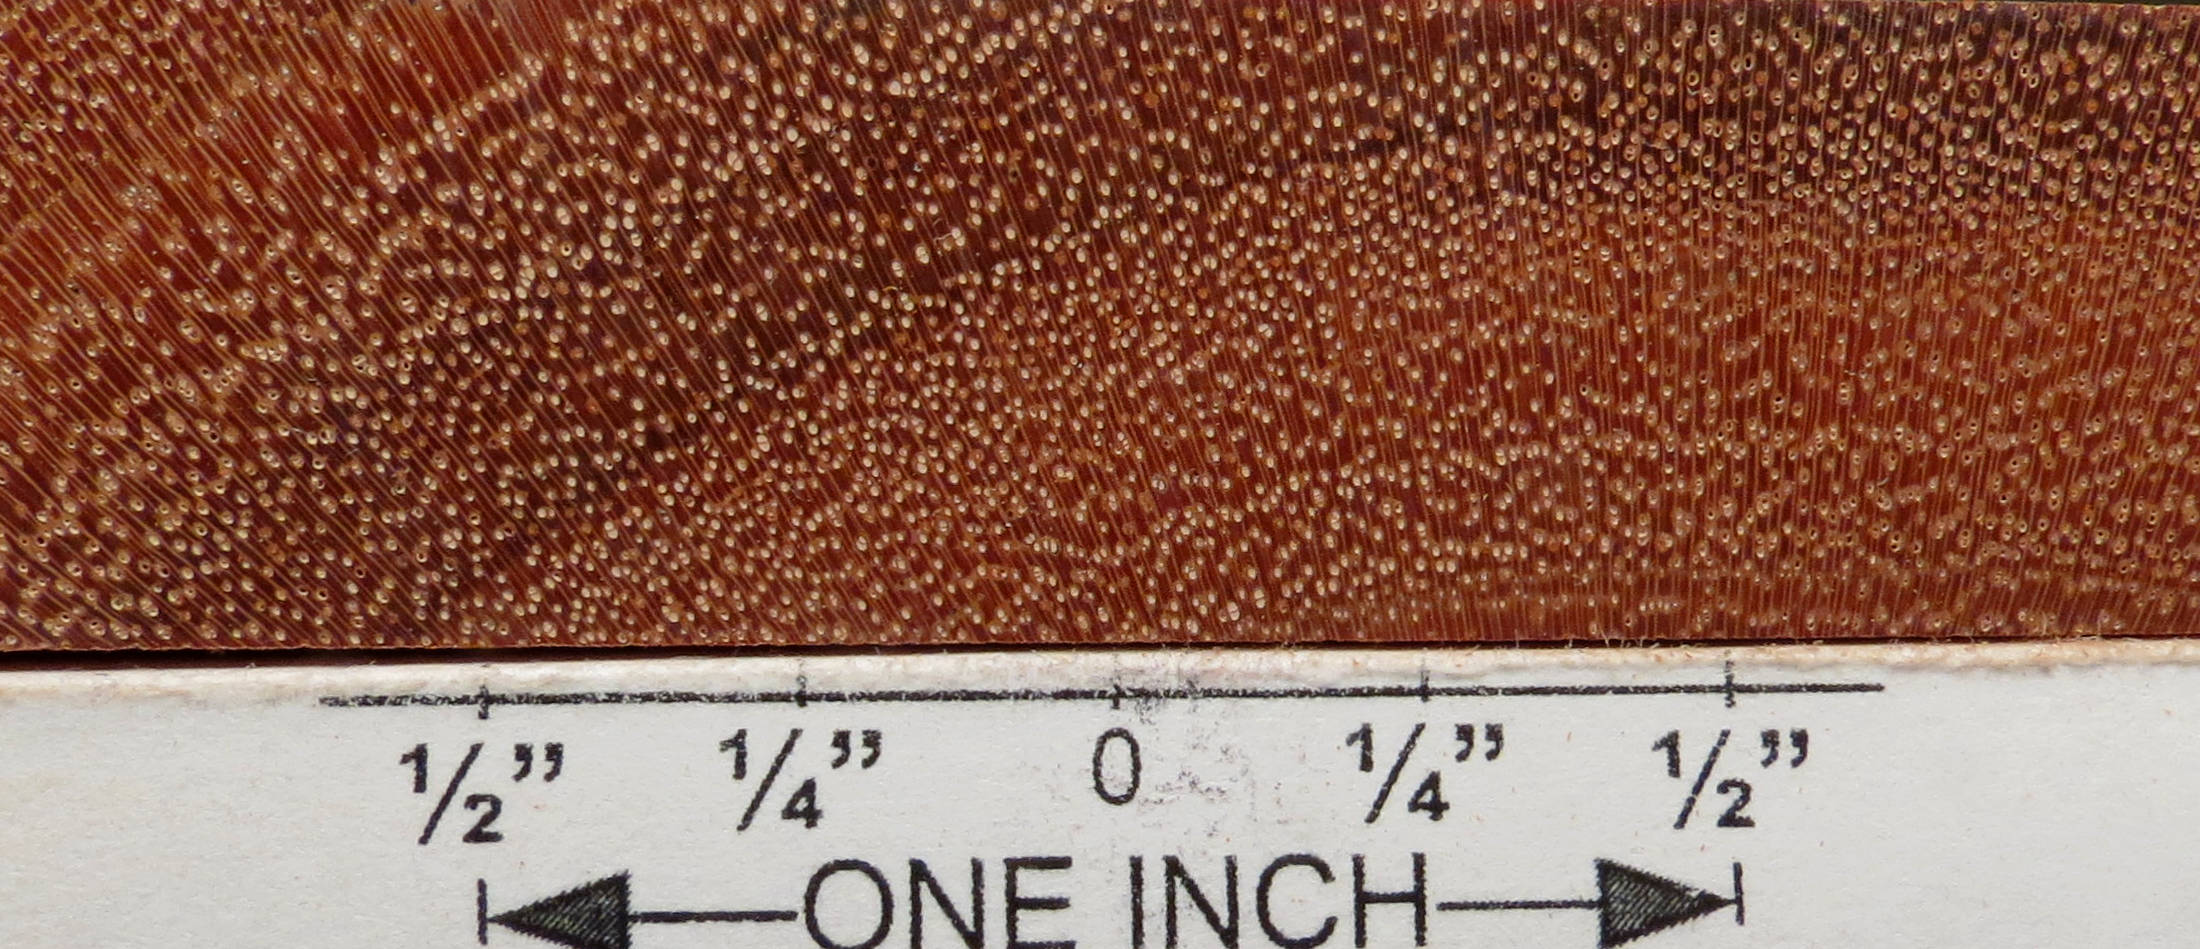 1/2” 1/4” 0 1/4” 1/2”
ONE INCH